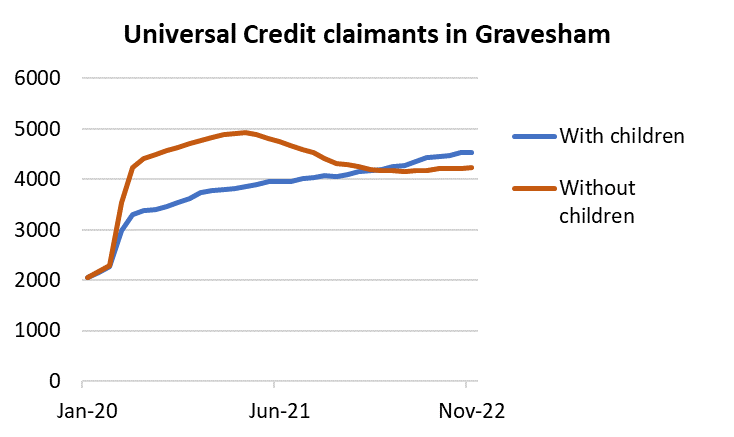 Universal Credit claimants in Gravesham
6000
5000
4000
3000
2000
1000
0
Jan-20
Jun-21
Nov-22
With children
Without
children